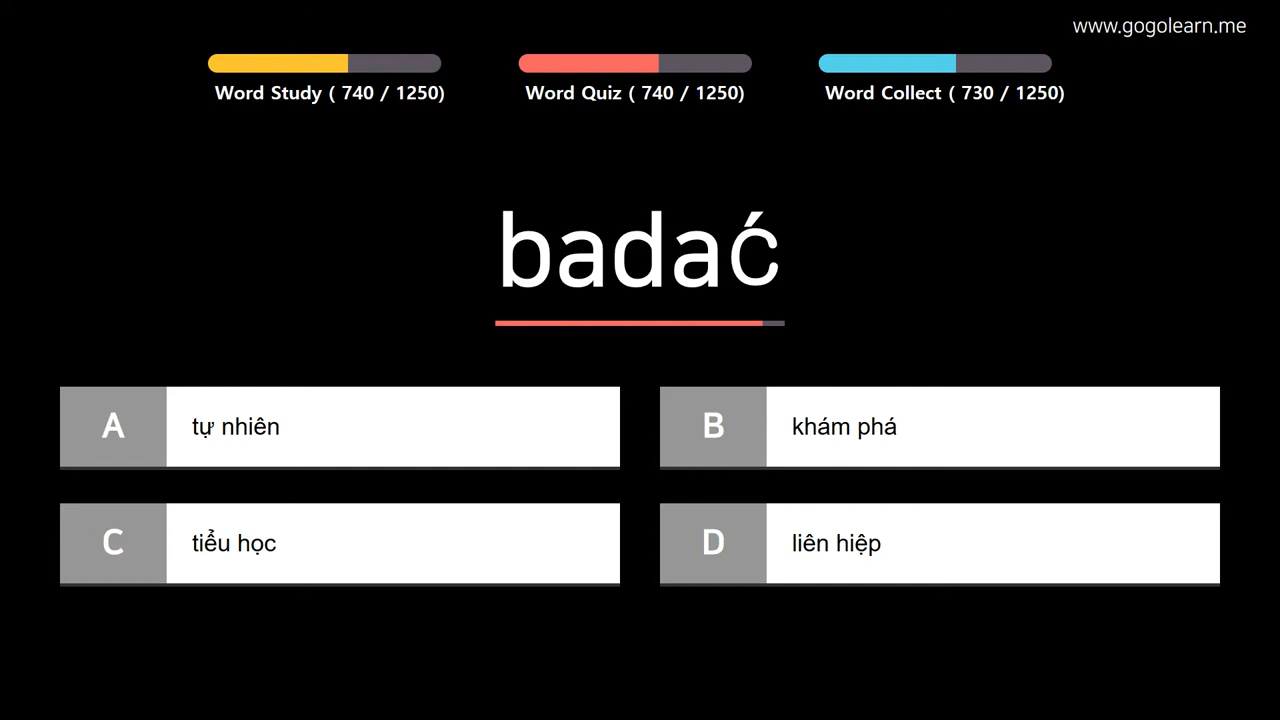 www.gogolearn.me
Word Study ( 740 / 1250)
Word Quiz ( 740 / 1250)
Word Collect ( 730 / 1250)
badać
A tự nhiên
B khám phá
C tiểu học
D liên hiệp